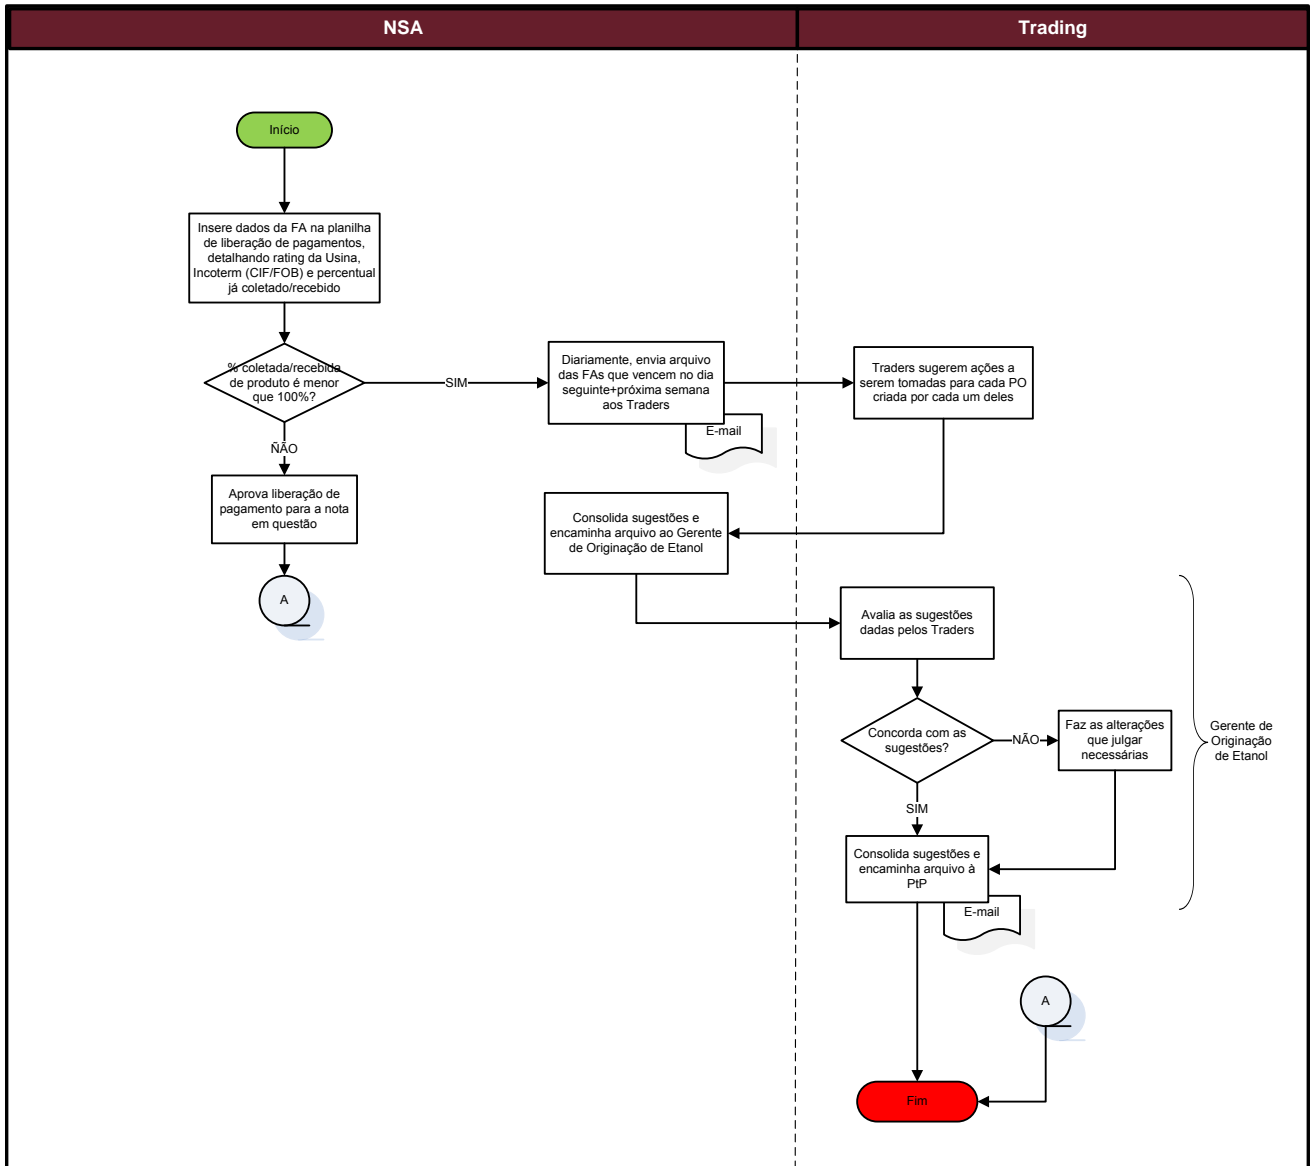 NSA
Trading
Início
Insere dados da FA na planilha
de liberação de pagamentos,
detalhando rating da Usina,
Incoterm (CIF/FOB) e percentual
já coletado/recebido
% coletada/recebida
de produto é menor
que 100%?
SIM
Diariamente, envia arquivo
das FAs que vencem no dia
seguinte+próxima semana
aos Traders
E-mail
Traders sugerem ações a
serem tomadas para cada PO
criada por cada um deles
ÑÃO
Aprova liberação de
pagamento para a nota
em questão
A
Consolida sugestões e
encaminha arquivo ao Gerente
de Originação de Etanol
Avalia as sugestões
dadas pelos Traders
Concorda com as
sugestões?
NÃO
Faz as alterações
que julgar
necessárias
Gerente de
Originação
de Etanol
SIM
Consolida sugestões e
encaminha arquivo à
PtP
E-mail
A
Fim